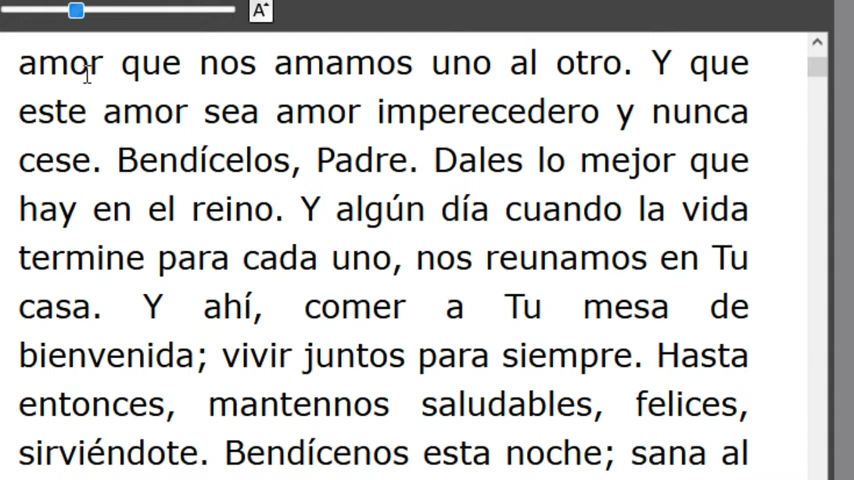 A
amor que nos amamos uno al otro. Y que
este amor sea amor imperecedero y nunca
cese. Bendícelos, Padre. Dales lo mejor que
hay en el reino. Y algún día cuando la vida
termine para cada uno, nos reunamos en Tu
casa. Y ahí, comer a Tu mesa de
bienvenida; vivir juntos para siempre. Hasta
entonces, mantennos saludables, felices,
sirviéndote. Bendícenos esta noche; sana al